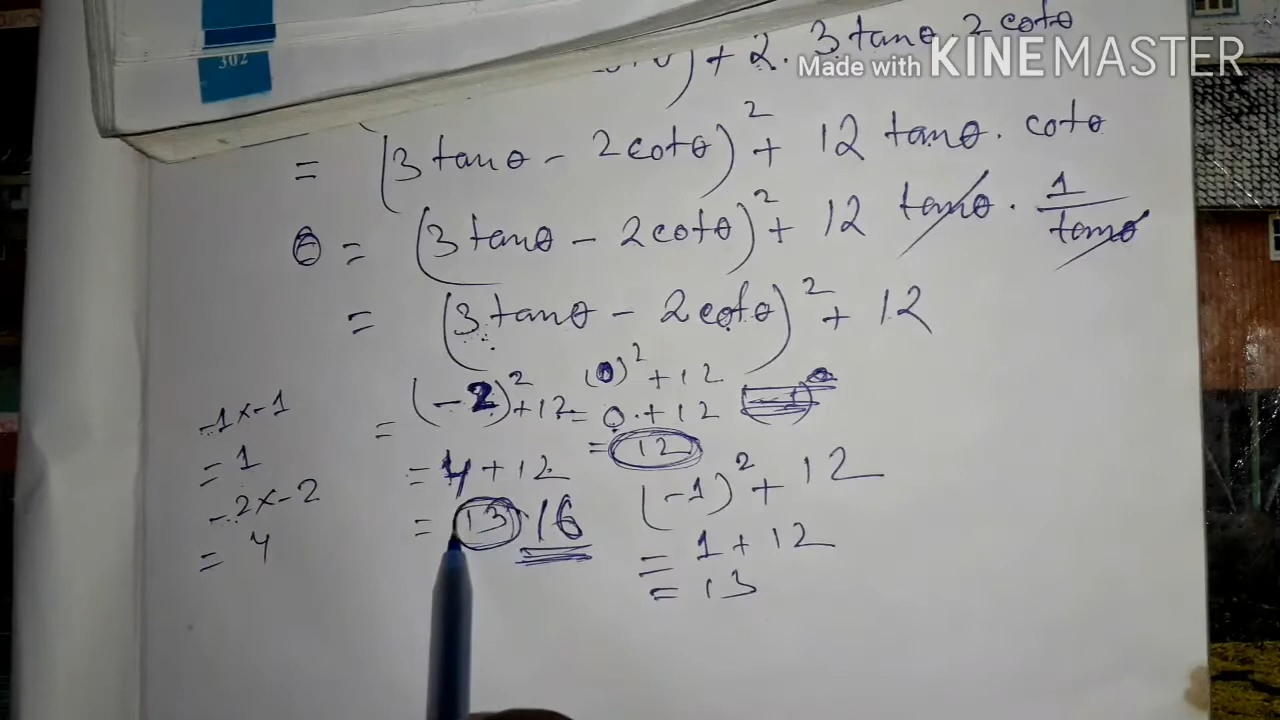 302
+ 2. 3 tanθ 2 cotθ
Made with KINEMASTER
= (3 tanθ - 2 cotθ)² + 12 tanθ. cotθ
θ = (3 tanθ - 2 cotθ)² + 12 tanθ. 1/tanθ
= (3 tanθ - 2 cotθ)² + 12
(0)² + 12
= (-2)² + 12 = 0 + 12
= 12
-1x-1
= 1
-2x-2
= 4
= 4 + 12
= 13 16
(-1)² + 12
= 1 + 12
= 13